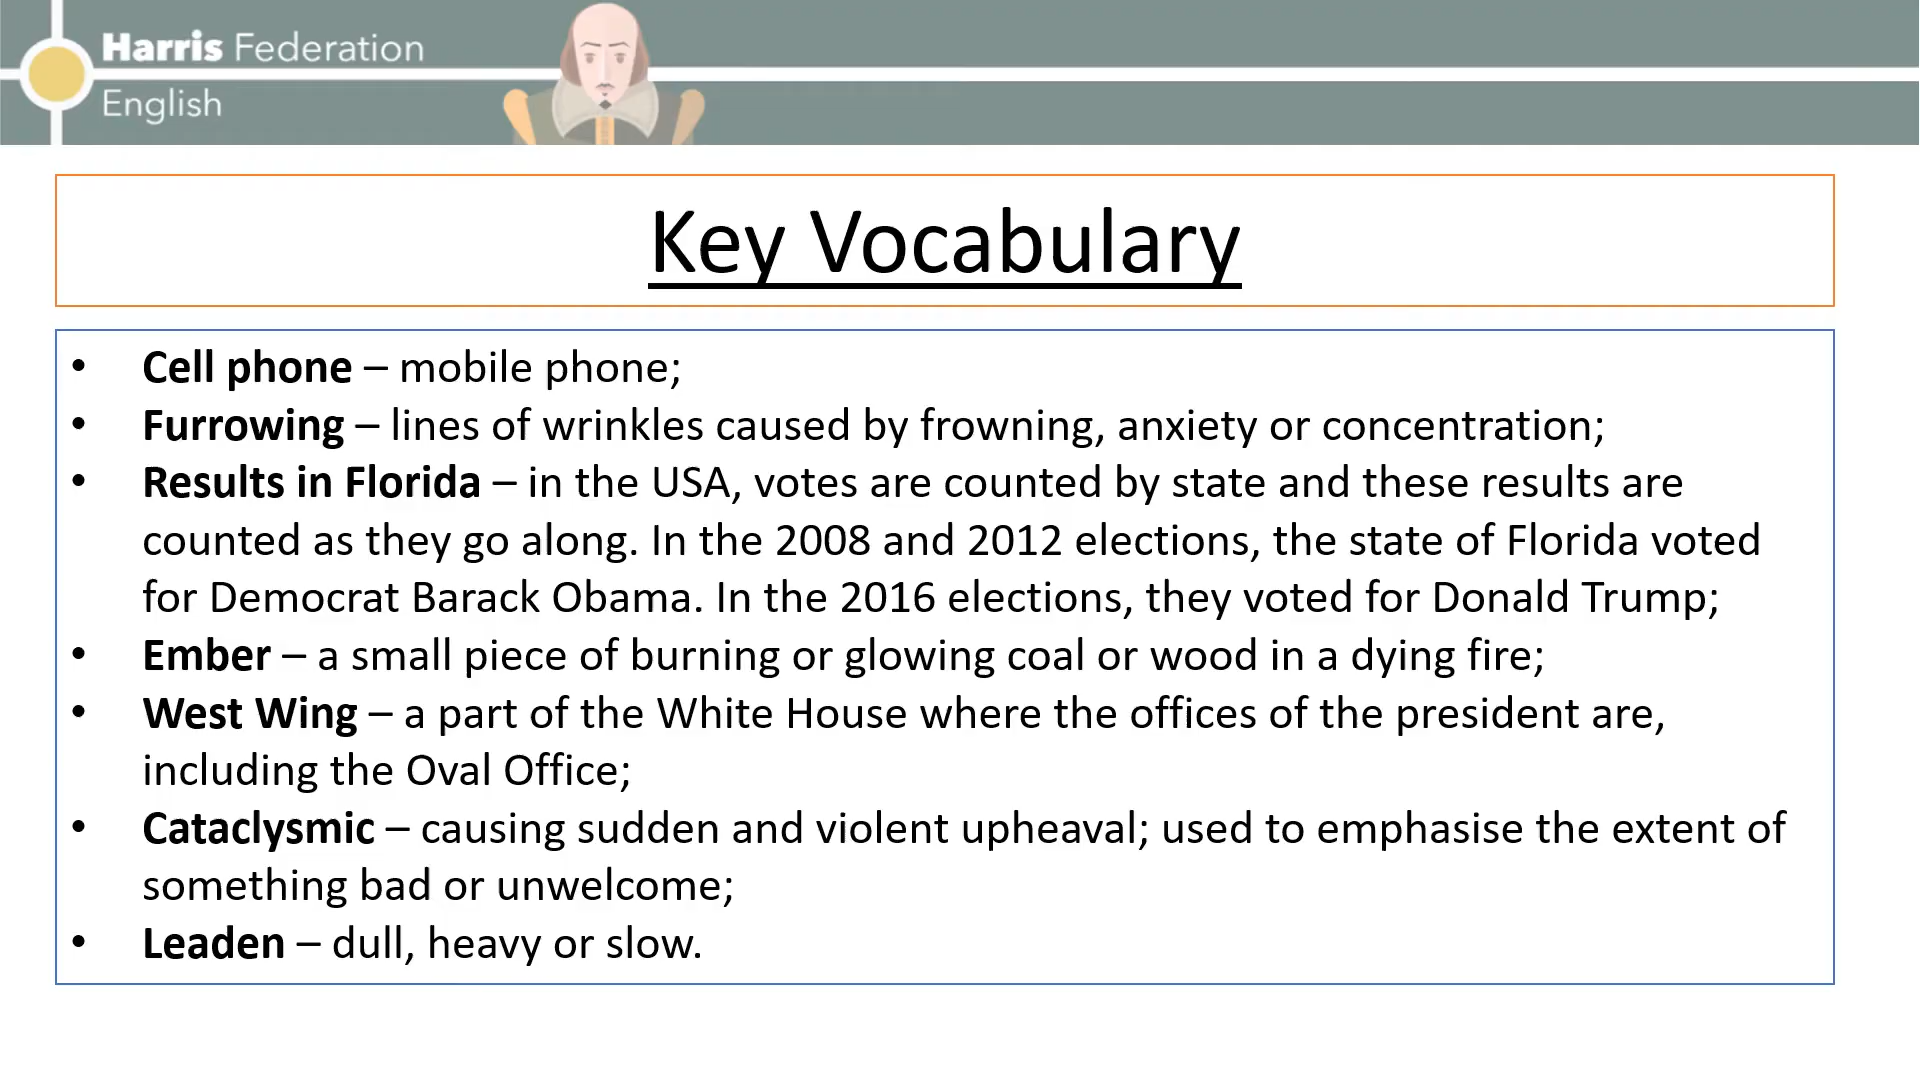 Harris Federation
English
Key Vocabulary
• Cell phone – mobile phone;
• Furrowing – lines of wrinkles caused by frowning, anxiety or concentration;
• Results in Florida – in the USA, votes are counted by state and these results are
counted as they go along. In the 2008 and 2012 elections, the state of Florida voted
for Democrat Barack Obama. In the 2016 elections, they voted for Donald Trump;
• Ember – a small piece of burning or glowing coal or wood in a dying fire;
• West Wing – a part of the White House where the offices of the president are,
including the Oval Office;
• Cataclysmic – causing sudden and violent upheaval; used to emphasise the extent of
something bad or unwelcome;
• Leaden – dull, heavy or slow.